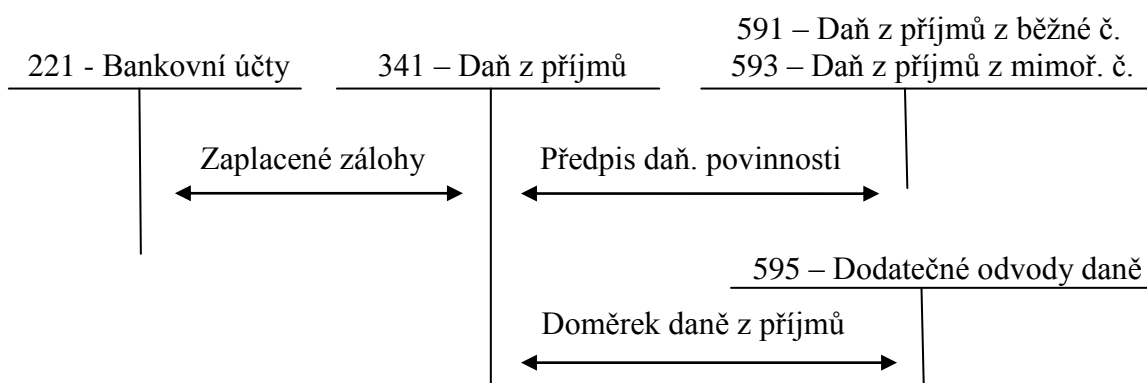 591 – Daň z příjmů z běžné č.
221 - Bankovní účty 341 – Daň z příjmů 593 – Daň z příjmů z mimoř. č.
Zaplacené zálohy Předpis daň. povinnosti
595 – Dodatečné odvody daně
Doměrek daně z příjmů